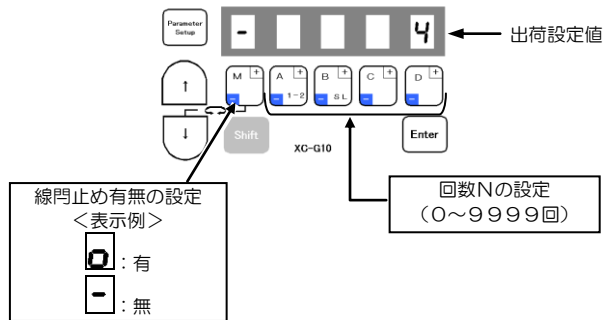 Parameter
Setup
- 4
出荷設定値
↑
M + -
A + - 1-2
B + - SL
C + -
D + -
↓
Shift
XC-G10
Enter
線閂止め有無の設定
<表示例>
o:有
-:無
回数Nの設定
(0~9999回)